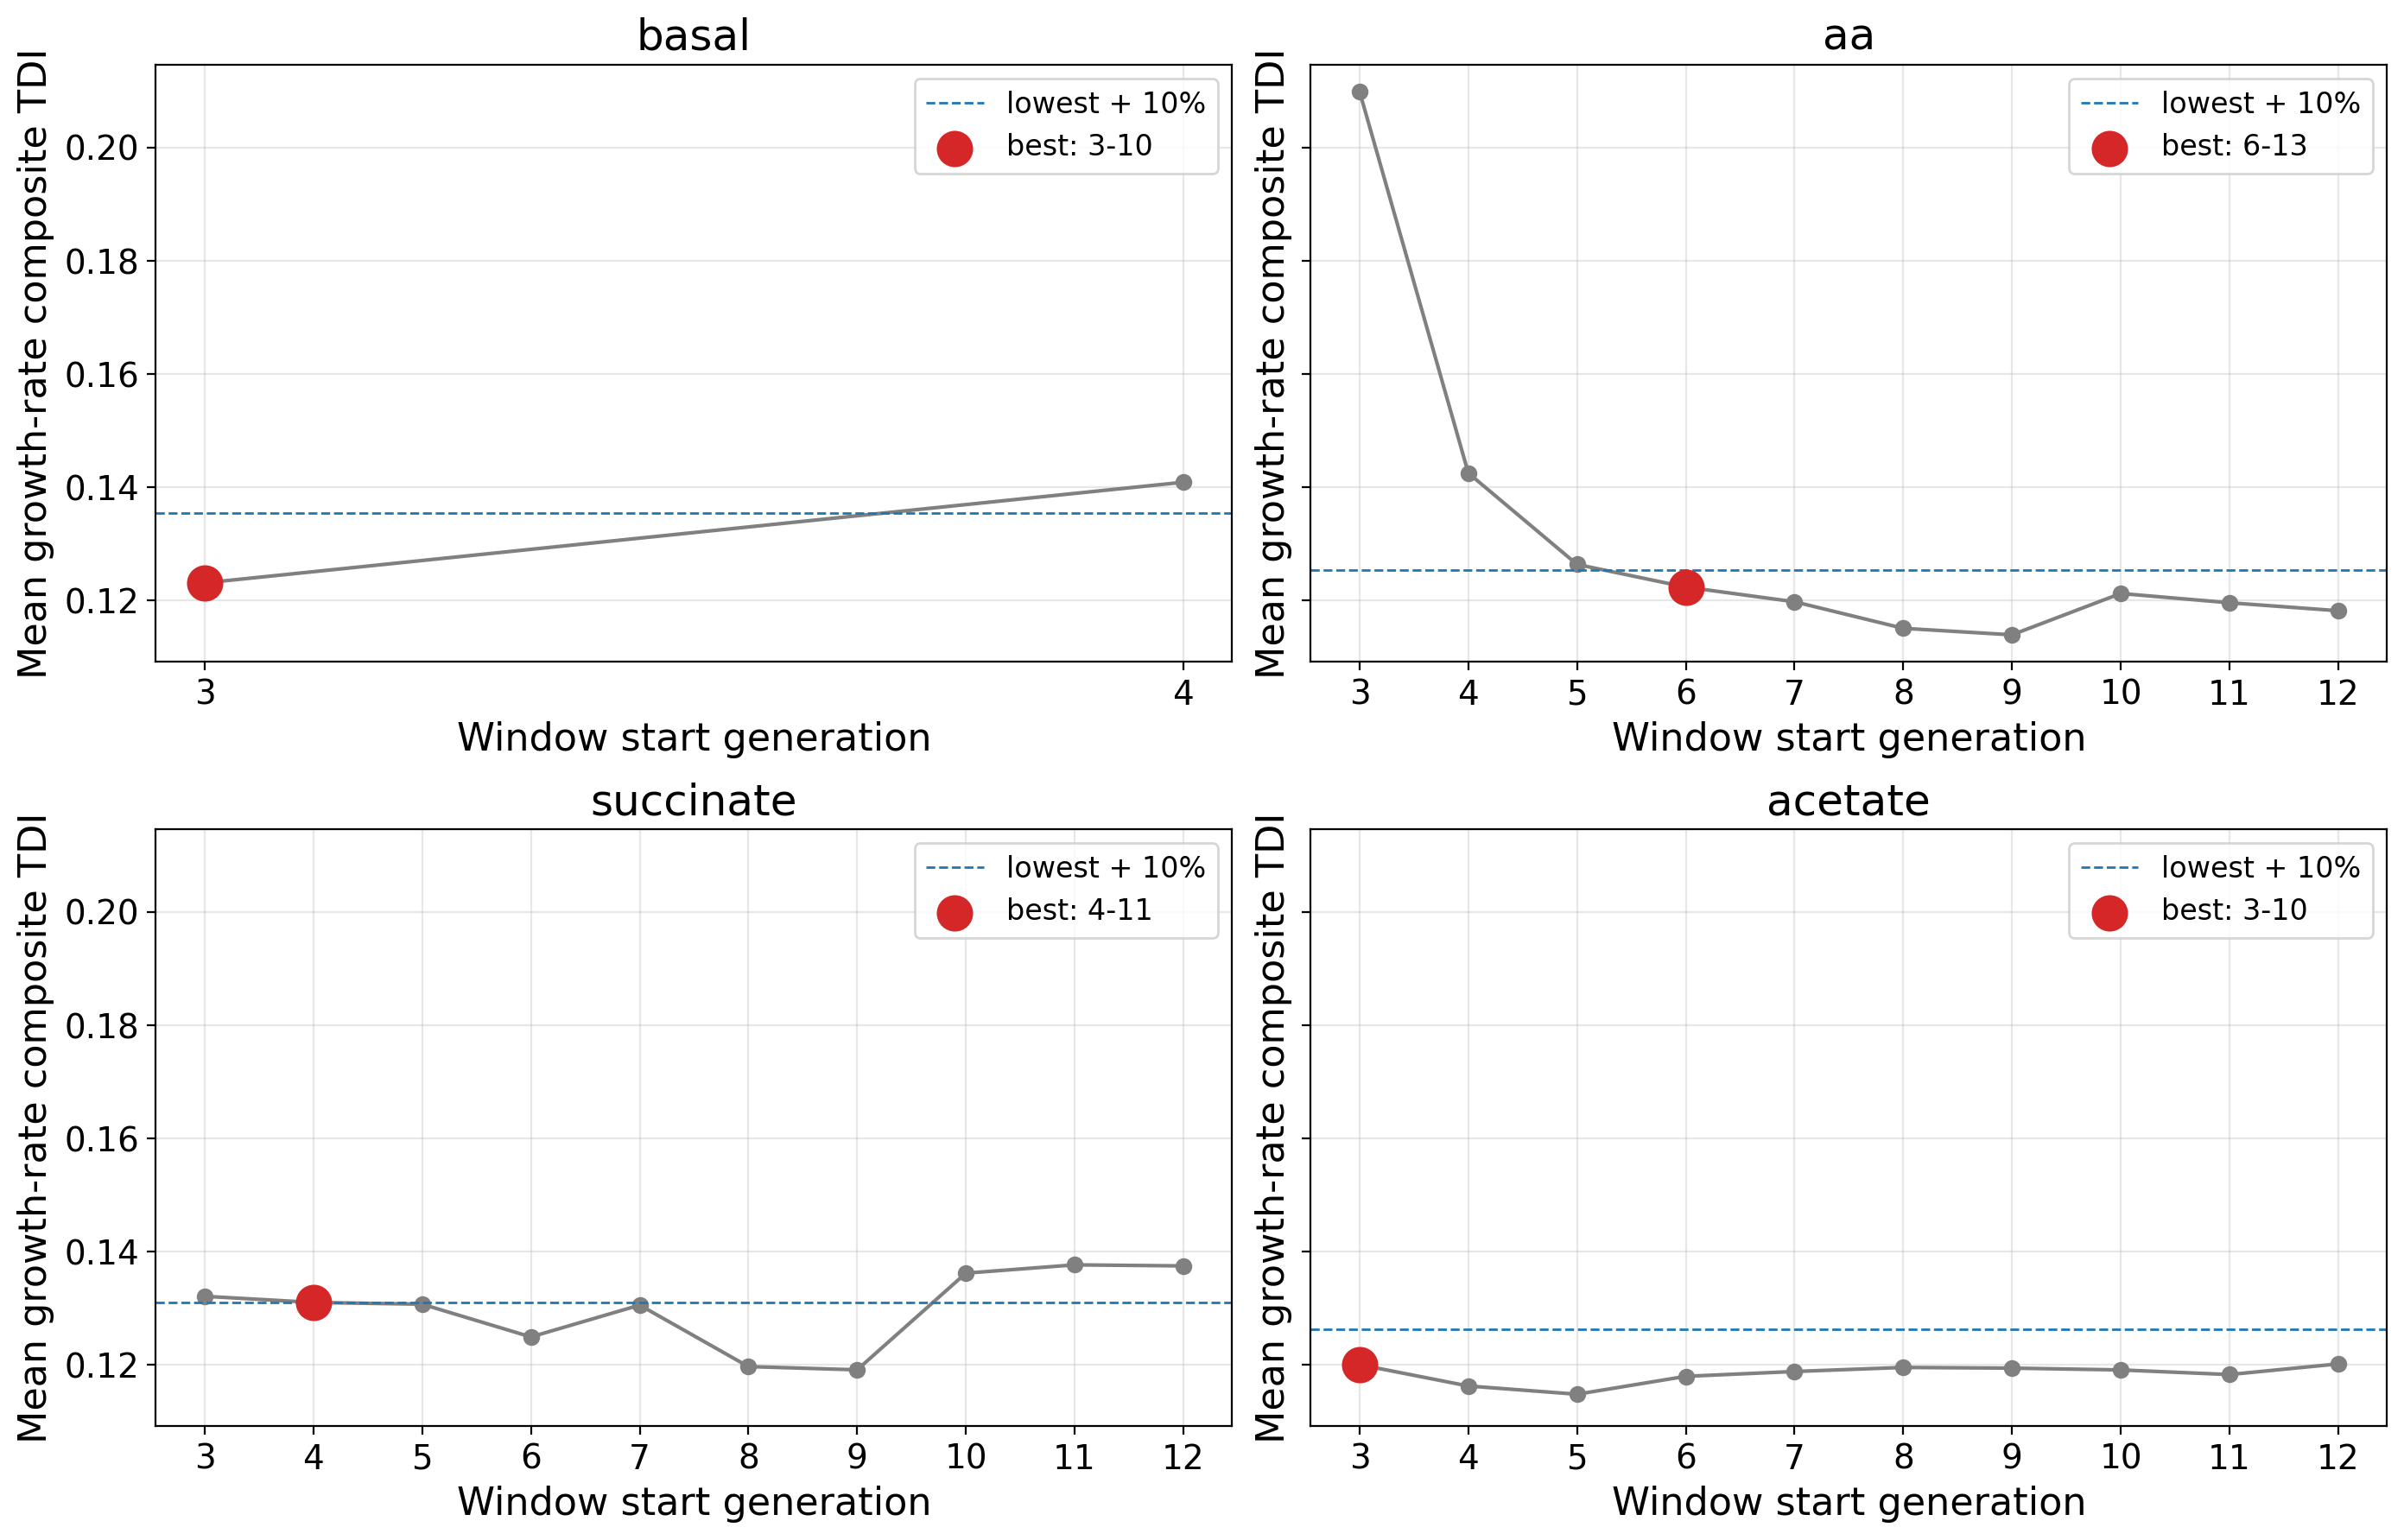 basal
Mean growth-rate composite TDI
0.20
0.18
0.16
0.14
0.12
lowest + 10%
best: 3-10
3 4
Window start generation
aa
Mean growth-rate composite TDI
lowest + 10%
best: 6-13
3 4 5 6 7 8 9 10 11 12
Window start generation
succinate
Mean growth-rate composite TDI
0.20
0.18
0.16
0.14
0.12
lowest + 10%
best: 4-11
3 4 5 6 7 8 9 10 11 12
Window start generation
acetate
Mean growth-rate composite TDI
lowest + 10%
best: 3-10
3 4 5 6 7 8 9 10 11 12
Window start generation